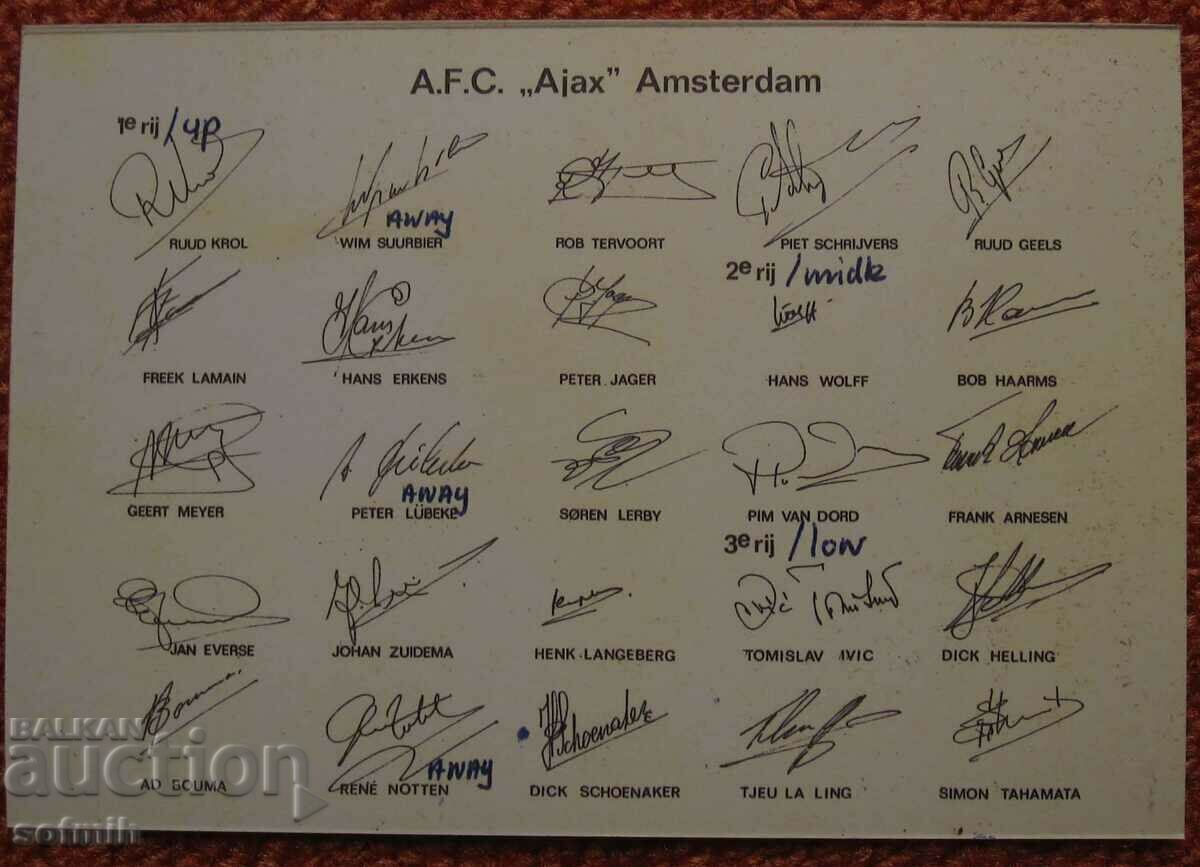 A.F.C. „Ajax” Amsterdam
1e rij /up
RUUD KROL WIM SUURBIER AWAY ROB TERVOORT PIET SCHRIJVERS RUUD GEELS
2e rij /midle
FREEK LAMAIN HANS ERKENS PETER JAGER HANS WOLFF BOB HAARMS
GEERT MEYER PETER LÜBEKE AWAY SØREN LERBY PIM VAN DORD FRANK ARNESEN
3e rij /low
JAN EVERSE JOHAN ZUIDEMA HENK LANGEBERG TOMISLAV IVIC DICK HELLING
AD BOUMA RENÉ NOTTEN AWAY DICK SCHOENAKER TJEU LA LING SIMON TAHAMATA
BALKAN
auction
sofmih